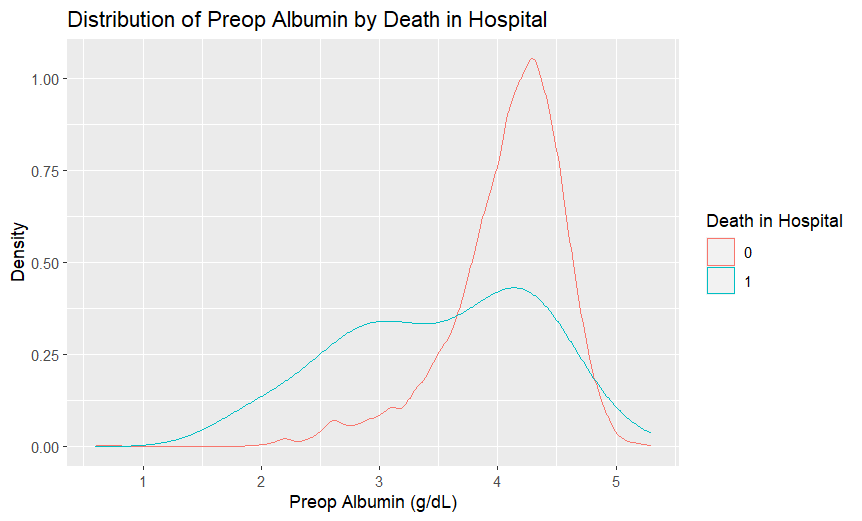 Distribution of Preop Albumin by Death in Hospital
1.00
0.75
0.50
0.25
0.00
Density
1 2 3 4 5
Preop Albumin (g/dL)
Death in Hospital
0
1